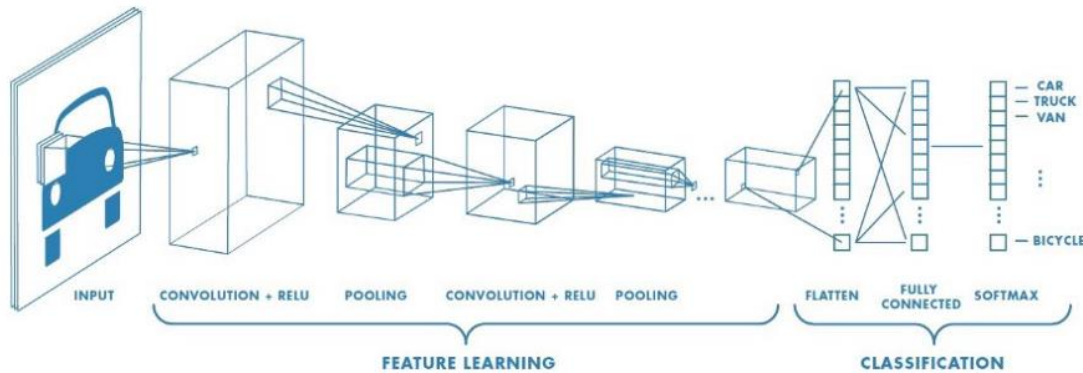 CAR
TRUCK
VAN
BICYCLE
INPUT
CONVOLUTION + RELU
POOLING
CONVOLUTION + RELU
POOLING
FLATTEN
FULLY
CONNECTED
SOFTMAX
FEATURE LEARNING
CLASSIFICATION